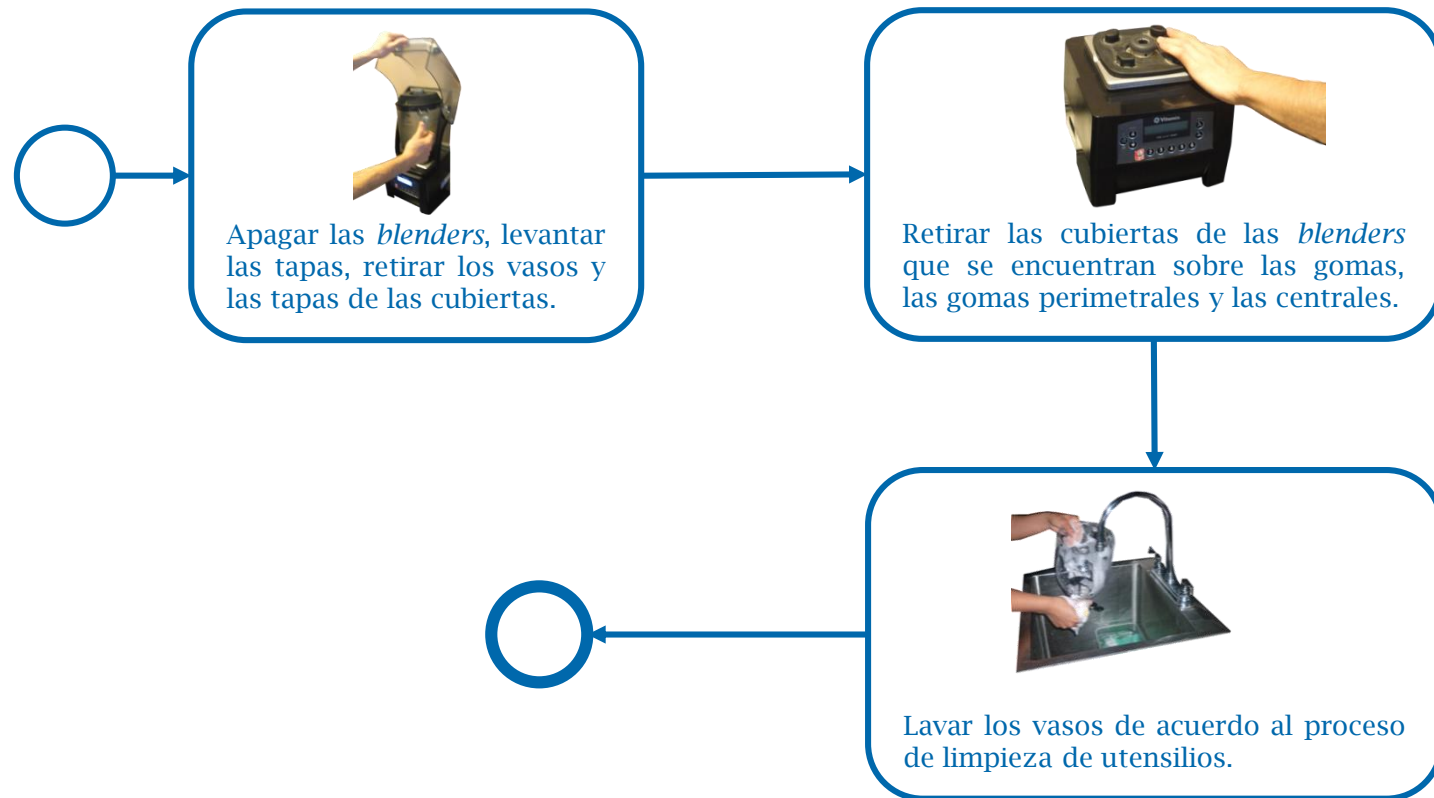 Apagar las blenders, levantar
las tapas, retirar los vasos y
las tapas de las cubiertas.
Vitamix
Retirar las cubiertas de las blenders
que se encuentran sobre las gomas,
las gomas perimetrales y las centrales.
Lavar los vasos de acuerdo al proceso
de limpieza de utensilios.